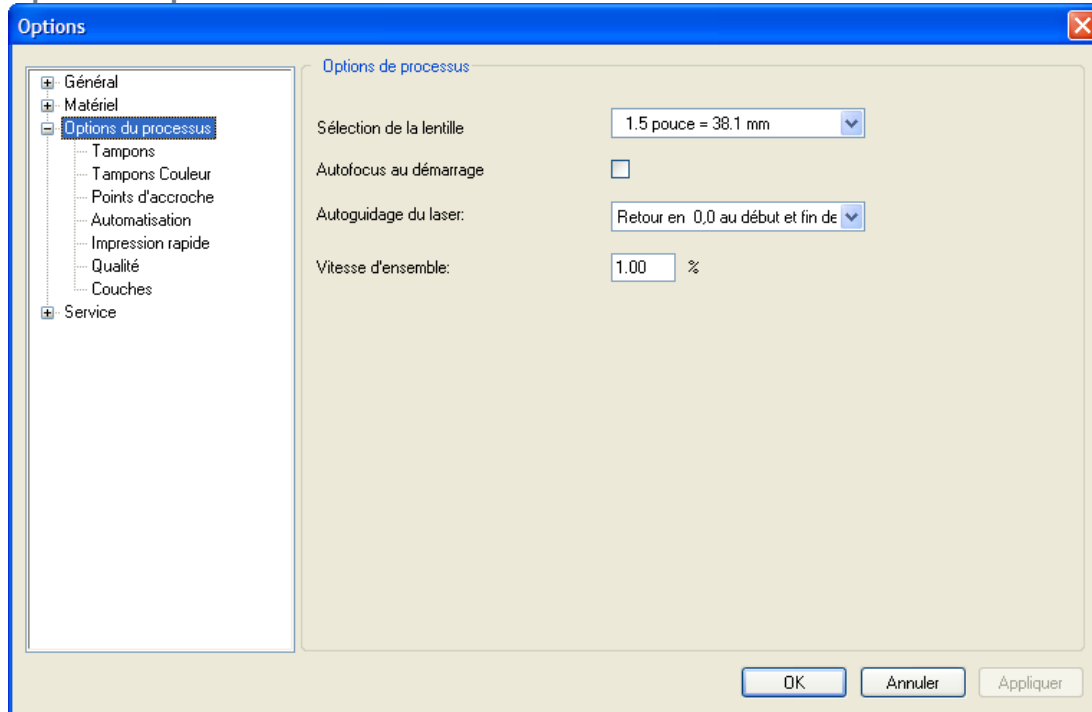 Options
Général
Matériel
Options du processus
Tampons
Tampons Couleur
Points d'accroche
Automatisation
Impression rapide
Qualité
Couches
Service
Options de processus
Sélection de la lentille
1.5 pouce = 38.1 mm
Autofocus au démarrage
Autoguidage du laser:
Retour en 0,0 au début et fin de
Vitesse d'ensemble:
1.00 %
OK
Annuler
Appliquer